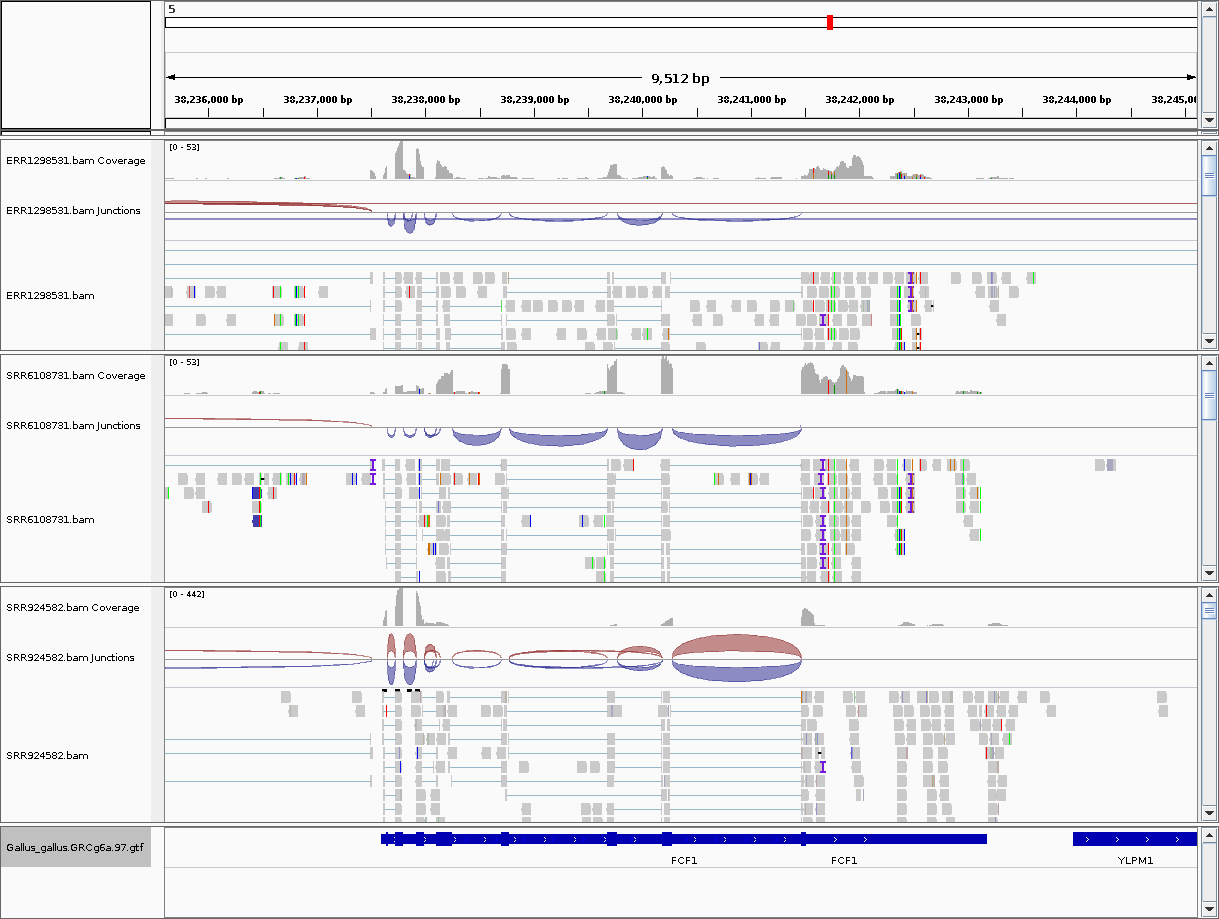 5
9,512 bp
38,236,000 bp 38,237,000 bp 38,238,000 bp 38,239,000 bp 38,240,000 bp 38,241,000 bp 38,242,000 bp 38,243,000 bp 38,244,000 bp 38,245,0
[0 - 53]
ERR1298531.bam Coverage
ERR1298531.bam Junctions
ERR1298531.bam
[0 - 53]
SRR6108731.bam Coverage
SRR6108731.bam Junctions
SRR6108731.bam
[0 - 442]
SRR924582.bam Coverage
SRR924582.bam Junctions
SRR924582.bam
Gallus_gallus.GRCg6a.97.gtf
FCF1 FCF1 YLPM1